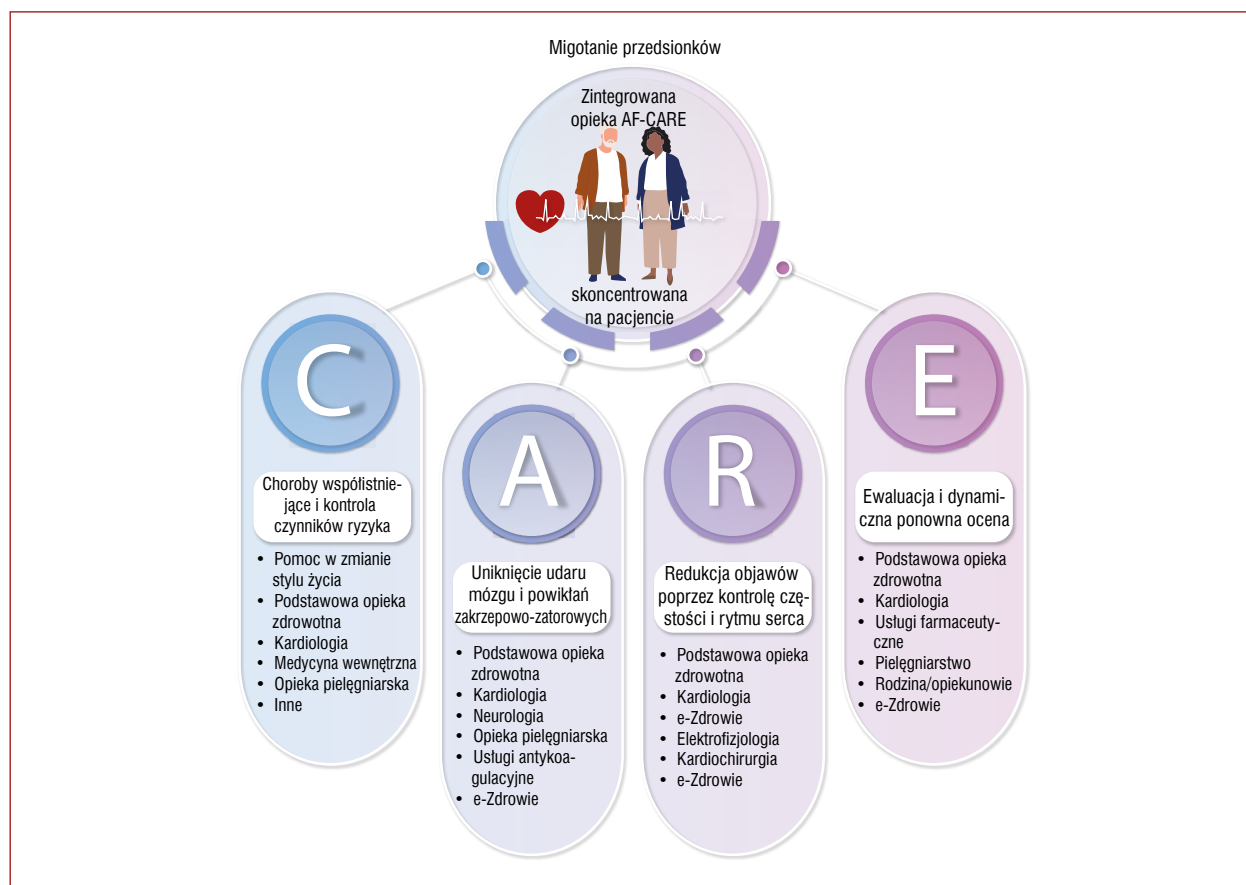 Migotanie przedsionków
Zintegrowana
opieka AF-CARE
skoncentrowana
na pacjencie
C
Choroby współistnie-
jące i kontrola
czynników ryzyka
• Pomoc w zmianie
stylu życia
• Podstawowa opieka
zdrowotna
• Kardiologia
• Medycyna wewnętrzna
• Opieka pielęgniarska
• Inne
A
Uniknięcie udaru
mózgu i powikłań
zakrzepowo-zatorowych
• Podstawowa opieka
zdrowotna
• Kardiologia
• Neurologia
• Opieka pielęgniarska
• Usługi antykoa-
gulacyjne
• e-Zdrowie
R
Redukcja objawów
poprzez kontrolę czę-
stości i rytmu serca
• Podstawowa opieka
zdrowotna
• Kardiologia
• e-Zdrowie
• Elektrofizjologia
• Kardiochirurgia
• e-Zdrowie
E
Ewaluacja i dynami-
czna ponowna ocena
• Podstawowa opieka
zdrowotna
• Kardiologia
• Usługi farmaceuty-
czne
• Pielęgniarstwo
• Rodzina/opiekunowie
• e-Zdrowie